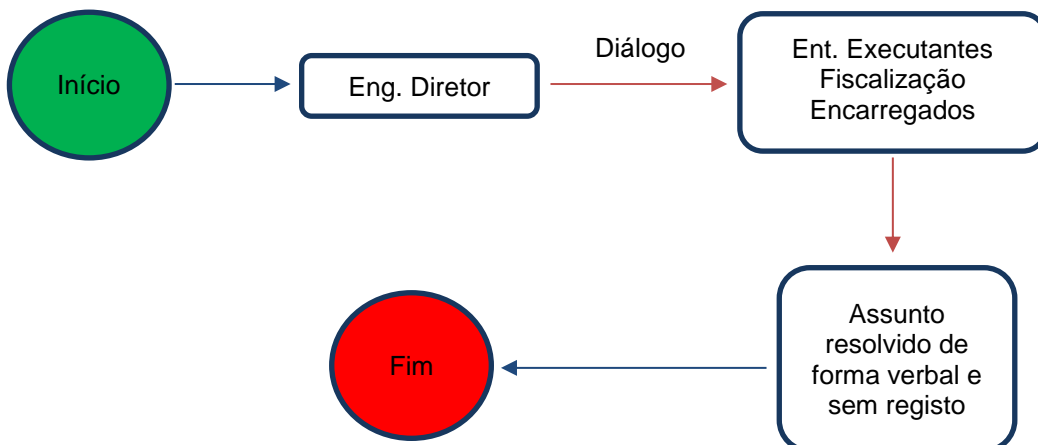 Início
Eng. Diretor
Diálogo
Ent. Executantes
Fiscalização
Encarregados
Assunto
resolvido de
forma verbal e
sem registo
Fim